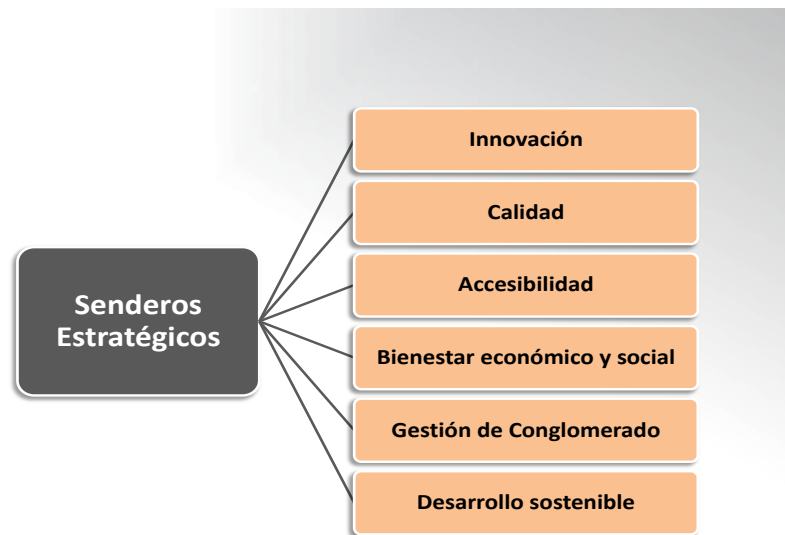 Senderos
Estratégicos
Innovación
Calidad
Accesibilidad
Bienestar económico y social
Gestión de Conglomerado
Desarrollo sostenible